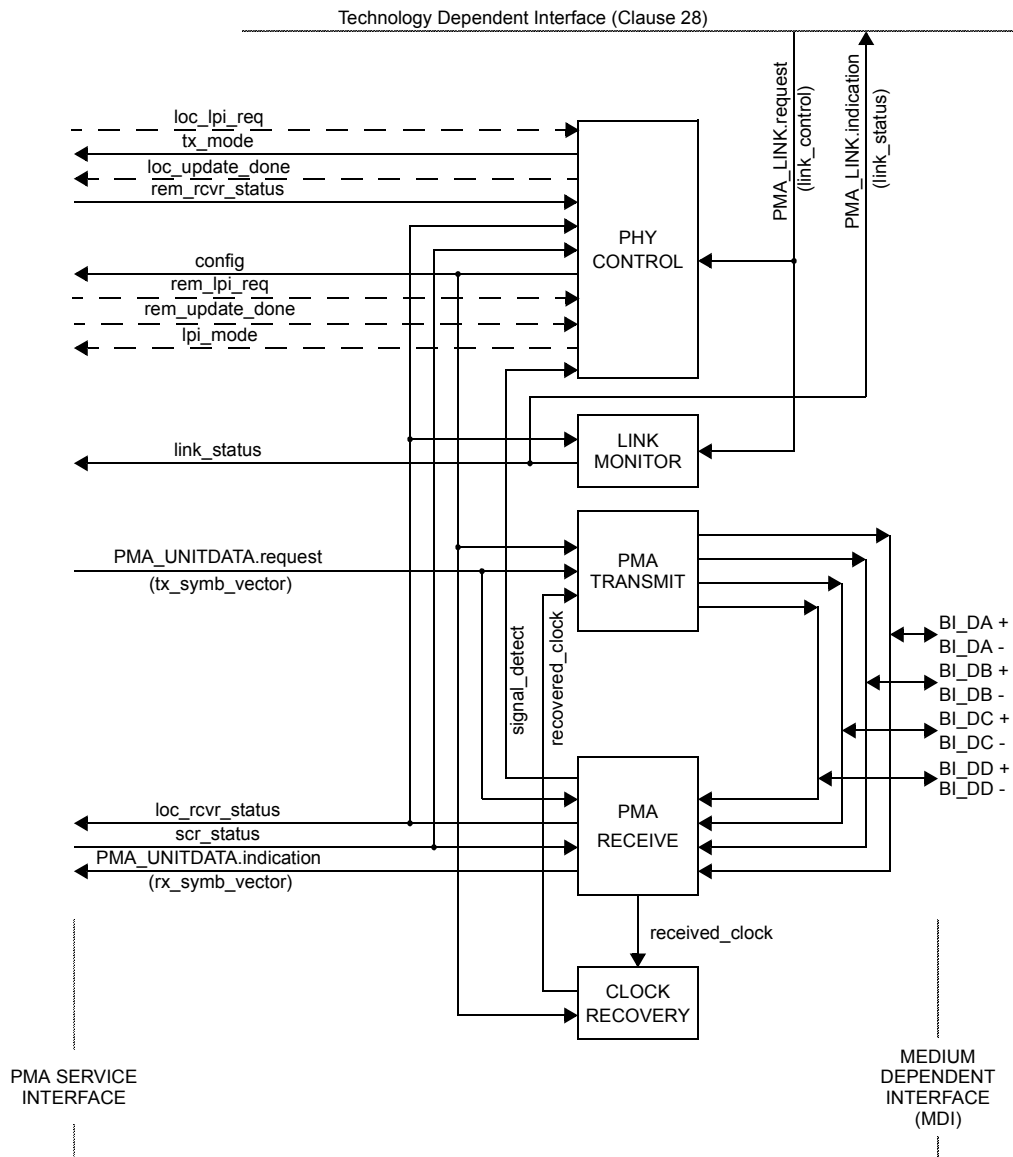 Technology Dependent Interface (Clause 28)
PMA_LINK.request
(link_control)
PMA_LINK.indication
(link_status)
loc_lpi_req
tx_mode
loc_update_done
rem_rcvr_status
PHY
CONTROL
config
rem_lpi_req
rem_update_done
lpi_mode
LINK
MONITOR
link_status
PMA_UNITDATA.request
(tx_symb_vector)
PMA
TRANSMIT
signal_detect
recovered_clock
BI_DA +
BI_DA -
BI_DB +
BI_DB -
BI_DC +
BI_DC -
BI_DD +
BI_DD -
loc_rcvr_status
scr_status
PMA_UNITDATA.indication
(rx_symb_vector)
PMA
RECEIVE
received_clock
CLOCK
RECOVERY
PMA SERVICE
INTERFACE
MEDIUM
DEPENDENT
INTERFACE
(MDI)